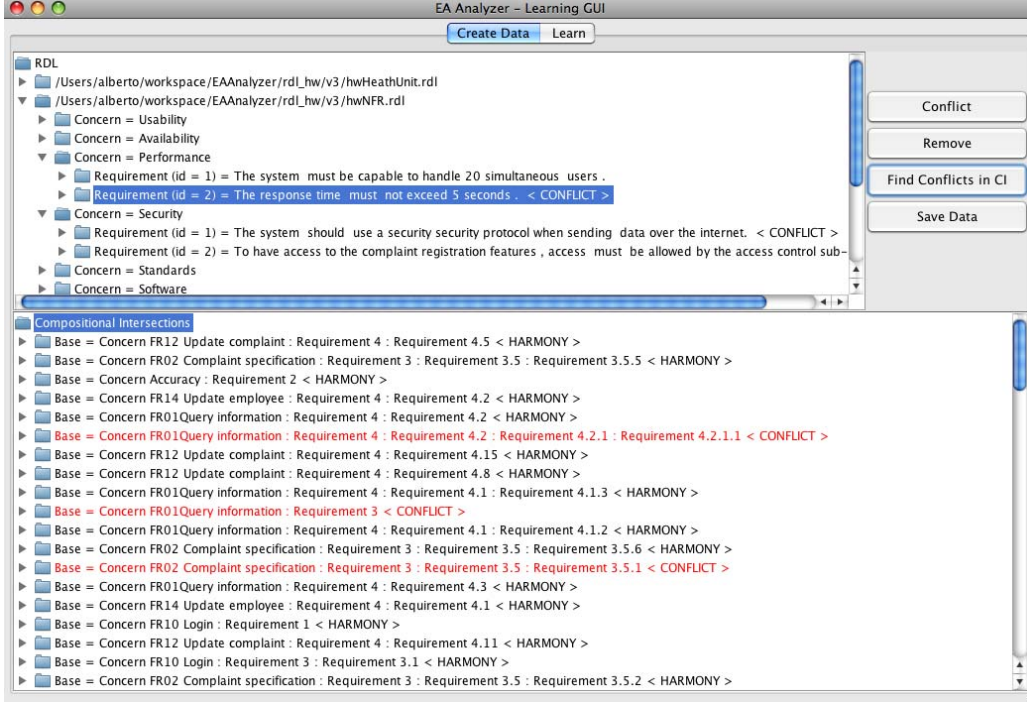 EA Analyzer – Learning GUI
Create Data Learn
RDL
/Users/alberto/workspace/EAAnalyzer/rdl_hw/v3/hwHeathUnit.rdl
/Users/alberto/workspace/EAAnalyzer/rdl_hw/v3/hwNFR.rdl
Concern = Usability
Concern = Availability
Concern = Performance
Requirement (id = 1) = The system must be capable to handle 20 simultaneous users .
Requirement (id = 2) = The response time must not exceed 5 seconds . < CONFLICT >
Concern = Security
Requirement (id = 1) = The system should use a security security protocol when sending data over the internet. < CONFLICT >
Requirement (id = 2) = To have access to the complaint registration features , access must be allowed by the access control sub-
Concern = Standards
Concern = Software
Conflict
Remove
Find Conflicts in CI
Save Data
Compositional Intersections
Base = Concern FR12 Update complaint : Requirement 4 : Requirement 4.5 < HARMONY >
Base = Concern FR02 Complaint specification : Requirement 3 : Requirement 3.5 : Requirement 3.5.5 < HARMONY >
Base = Concern Accuracy : Requirement 2 < HARMONY >
Base = Concern FR14 Update employee : Requirement 4 : Requirement 4.2 < HARMONY >
Base = Concern FR01Query information : Requirement 4 : Requirement 4.2 < HARMONY >
Base = Concern FR01Query information : Requirement 4 : Requirement 4.2 : Requirement 4.2.1 : Requirement 4.2.1.1 < CONFLICT >
Base = Concern FR12 Update complaint : Requirement 4 : Requirement 4.15 < HARMONY >
Base = Concern FR12 Update complaint : Requirement 4 : Requirement 4.8 < HARMONY >
Base = Concern FR01Query information : Requirement 4 : Requirement 4.1 : Requirement 4.1.3 < HARMONY >
Base = Concern FR01Query information : Requirement 3 < CONFLICT >
Base = Concern FR01Query information : Requirement 4 : Requirement 4.1 : Requirement 4.1.2 < HARMONY >
Base = Concern FR02 Complaint specification : Requirement 3 : Requirement 3.5 : Requirement 3.5.6 < HARMONY >
Base = Concern FR02 Complaint specification : Requirement 3 : Requirement 3.5 : Requirement 3.5.1 < CONFLICT >
Base = Concern FR01Query information : Requirement 4 : Requirement 4.3 < HARMONY >
Base = Concern FR14 Update employee : Requirement 4 : Requirement 4.1 < HARMONY >
Base = Concern FR10 Login : Requirement 1 < HARMONY >
Base = Concern FR12 Update complaint : Requirement 4 : Requirement 4.11 < HARMONY >
Base = Concern FR10 Login : Requirement 3 : Requirement 3.1 < HARMONY >
Base = Concern FR02 Complaint specification : Requirement 3 : Requirement 3.5 : Requirement 3.5.2 < HARMONY >